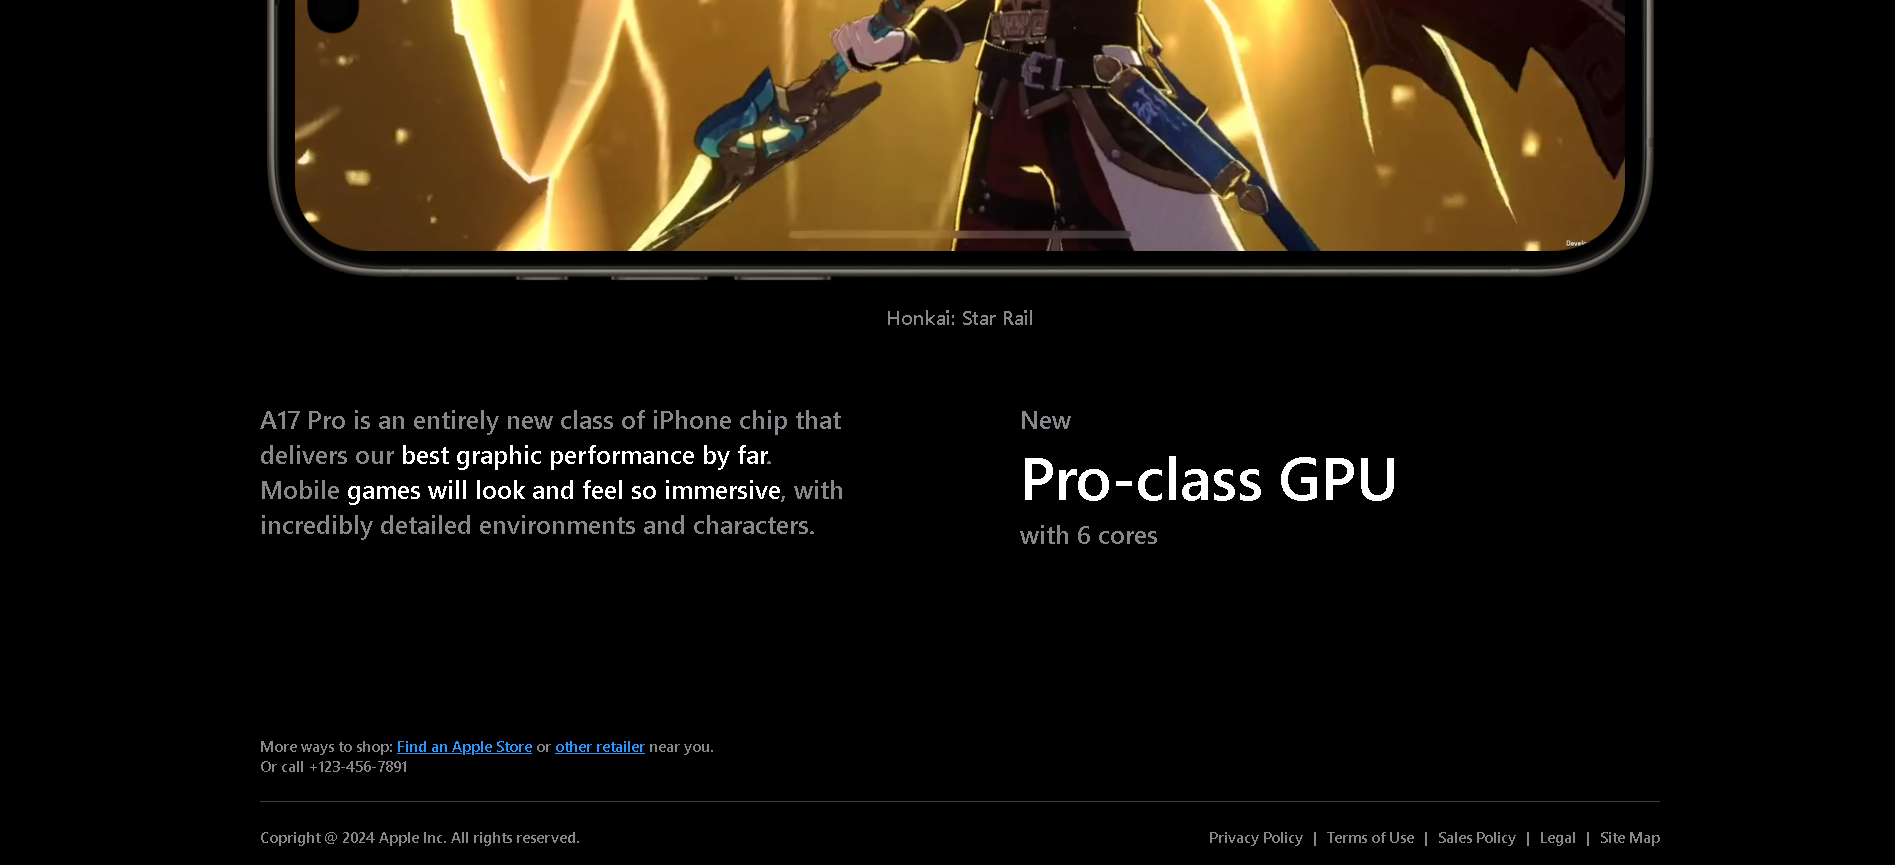 Honkai: Star Rail
A17 Pro is an entirely new class of iPhone chip that
delivers our best graphic performance by far.
Mobile games will look and feel so immersive, with
incredibly detailed environments and characters.
New
Pro-class GPU
with 6 cores
More ways to shop: Find an Apple Store or other retailer near you.
Or call +123-456-7891
Copright @ 2024 Apple Inc. All rights reserved.
Privacy Policy | Terms of Use | Sales Policy | Legal | Site Map